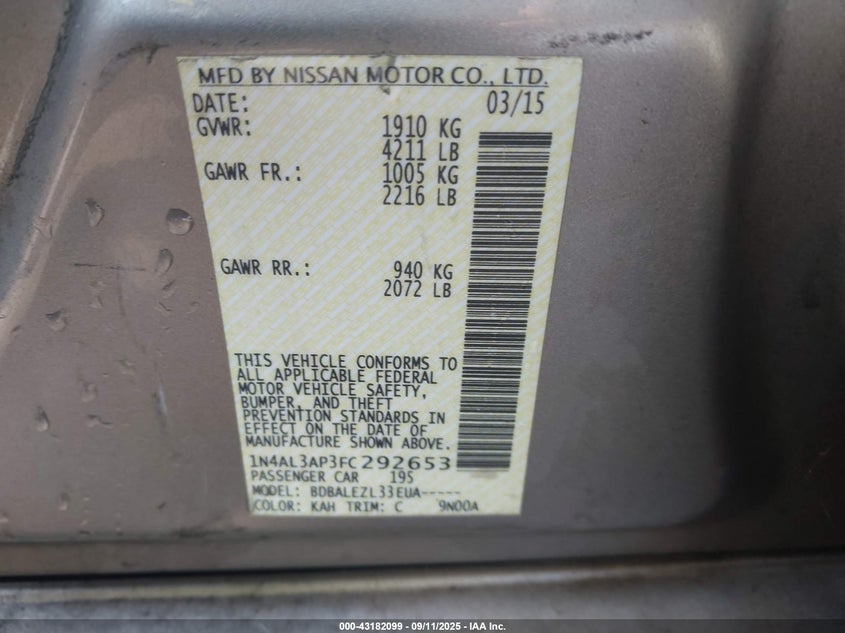 MFD BY NISSAN MOTOR CO., LTD.
DATE: 03/15
GVWR: 1910 KG
4211 LB
GAWR FR.: 1005 KG
2216 LB
GAWR RR.: 940 KG
2072 LB
THIS VEHICLE CONFORMS TO
ALL APPLICABLE FEDERAL
MOTOR VEHICLE SAFETY,
BUMPER, AND THEFT
PREVENTION STANDARDS IN
EFFECT ON THE DATE OF
MANUFACTURE SHOWN ABOVE.
1N4AL3AP3FC292653
PASSENGER CAR 195
MODEL: BDBALEZL33EUA-----
COLOR: KAH TRIM: C 9N00A
000-43182099 - 09/11/2025 - IAA Inc.